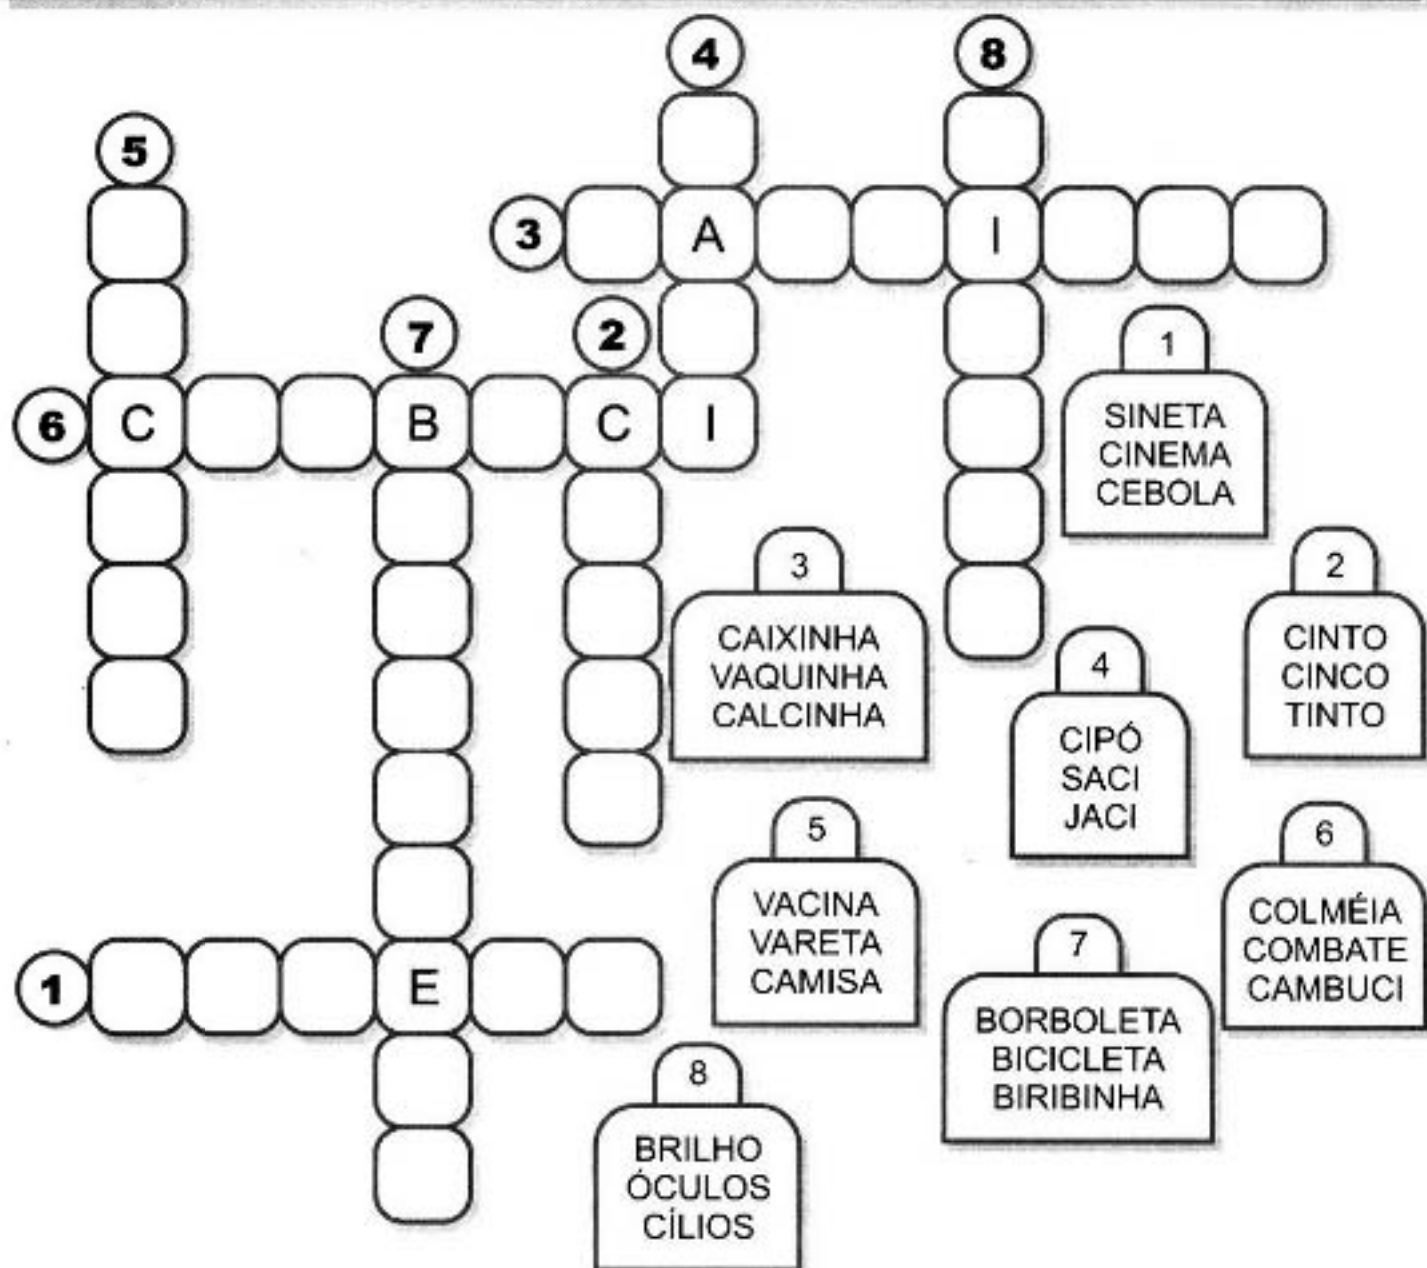 4
8
5
3 A I
7
2
6 C B C I
1
SINETA
CINEMA
CEBOLA
3
CAIXINHA
VAQUINHA
CALCINHA
2
CINTO
CINCO
TINTO
4
CIPÓ
SACI
JACI
5
VACINA
VARETA
CAMISA
6
COLMÉIA
COMBATE
CAMBUCI
1 E
7
BORBOLETA
BICICLETA
BIRIBINHA
8
BRILHO
ÓCULOS
CÍLIOS